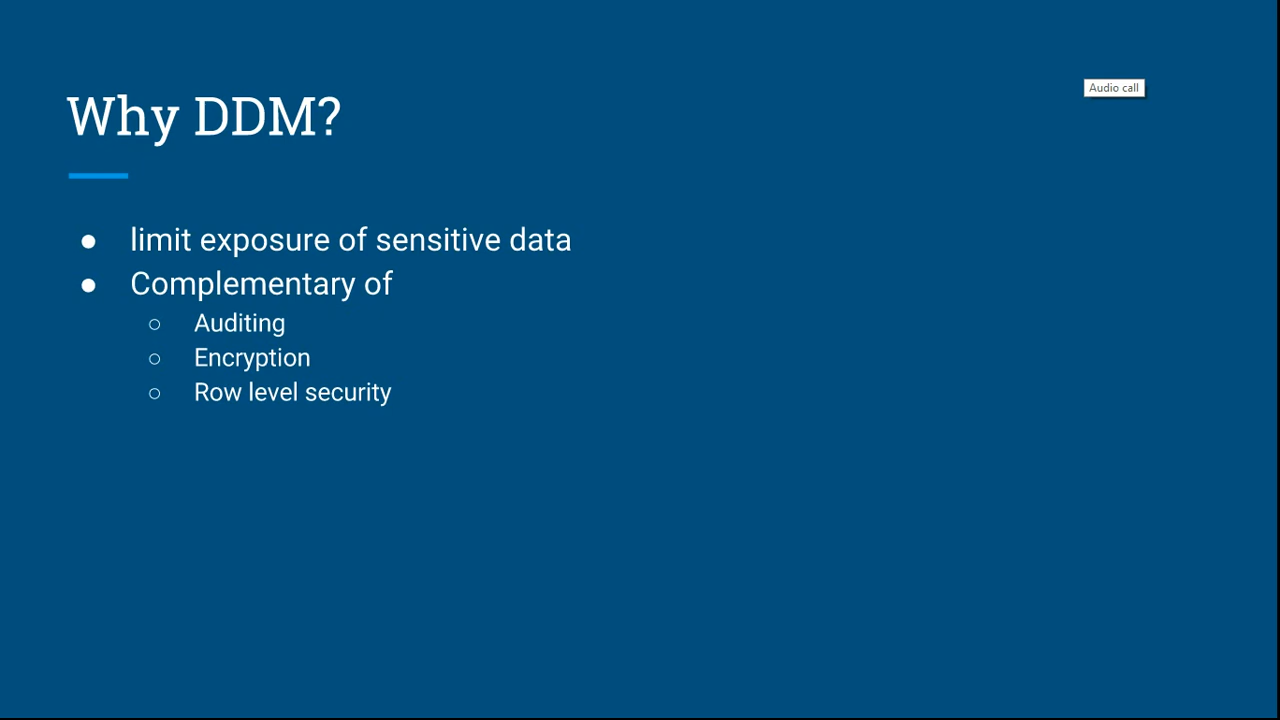 Why DDM?
Audio call
● limit exposure of sensitive data
● Complementary of
○ Auditing
○ Encryption
○ Row level security